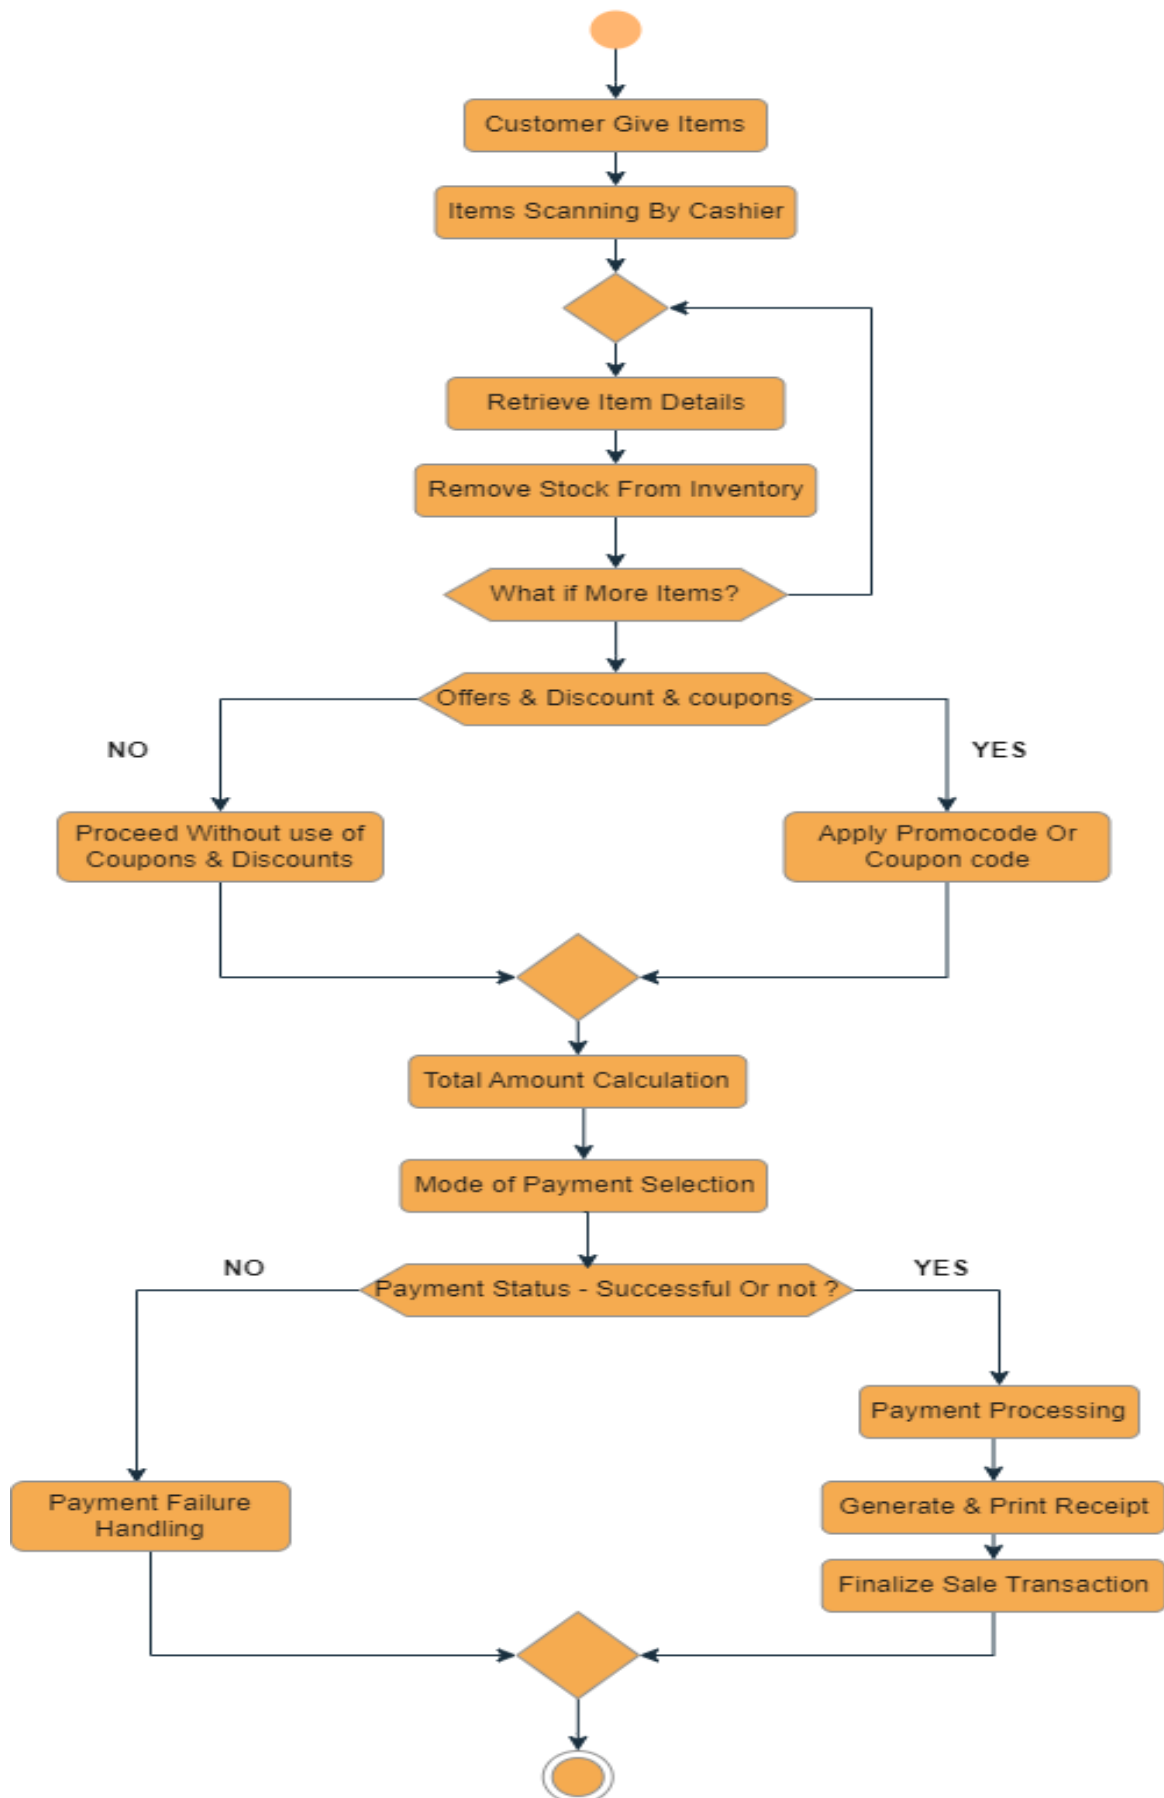 Customer Give Items
Items Scanning By Cashier
Retrieve Item Details
Remove Stock From Inventory
What if More Items?
Offers & Discount & coupons
NO
YES
Proceed Without use of
Coupons & Discounts
Apply Promocode Or
Coupon code
Total Amount Calculation
Mode of Payment Selection
NO
YES
Payment Status - Successful Or not ?
Payment Processing
Payment Failure
Handling
Generate & Print Receipt
Finalize Sale Transaction